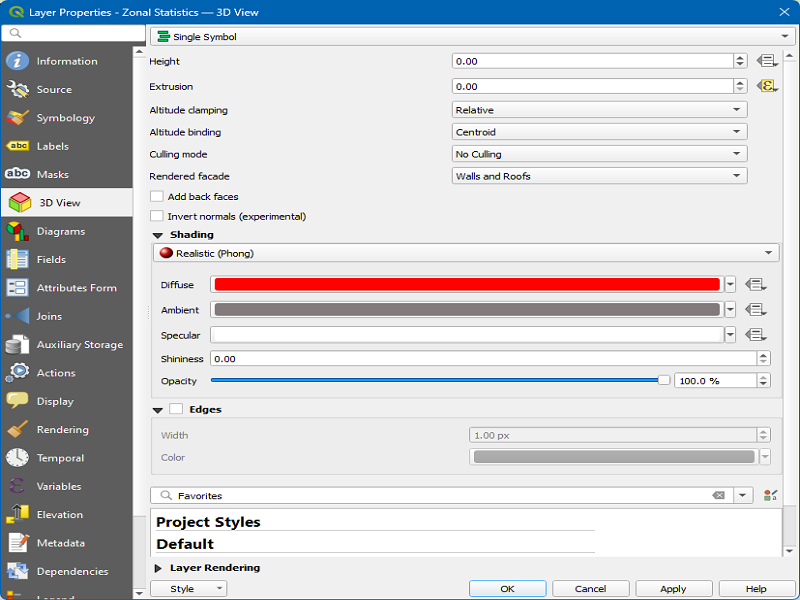 Layer Properties - Zonal Statistics — 3D View
Single Symbol
Information
Source
Symbology
abc Labels
abc Masks
3D View
Diagrams
Fields
Attributes Form
Joins
Auxiliary Storage
Actions
Display
Rendering
Temporal
Variables
Elevation
Metadata
Dependencies
Legend
Height 0.00
Extrusion 0.00
Altitude clamping Relative
Altitude binding Centroid
Culling mode No Culling
Rendered facade Walls and Roofs
Add back faces
Invert normals (experimental)
Shading
Realistic (Phong)
Diffuse
Ambient
Specular
Shininess 0.00
Opacity 100.0 %
Edges
Width 1.00 px
Color
Favorites
Project Styles
Default
Layer Rendering
Style OK Cancel Apply Help